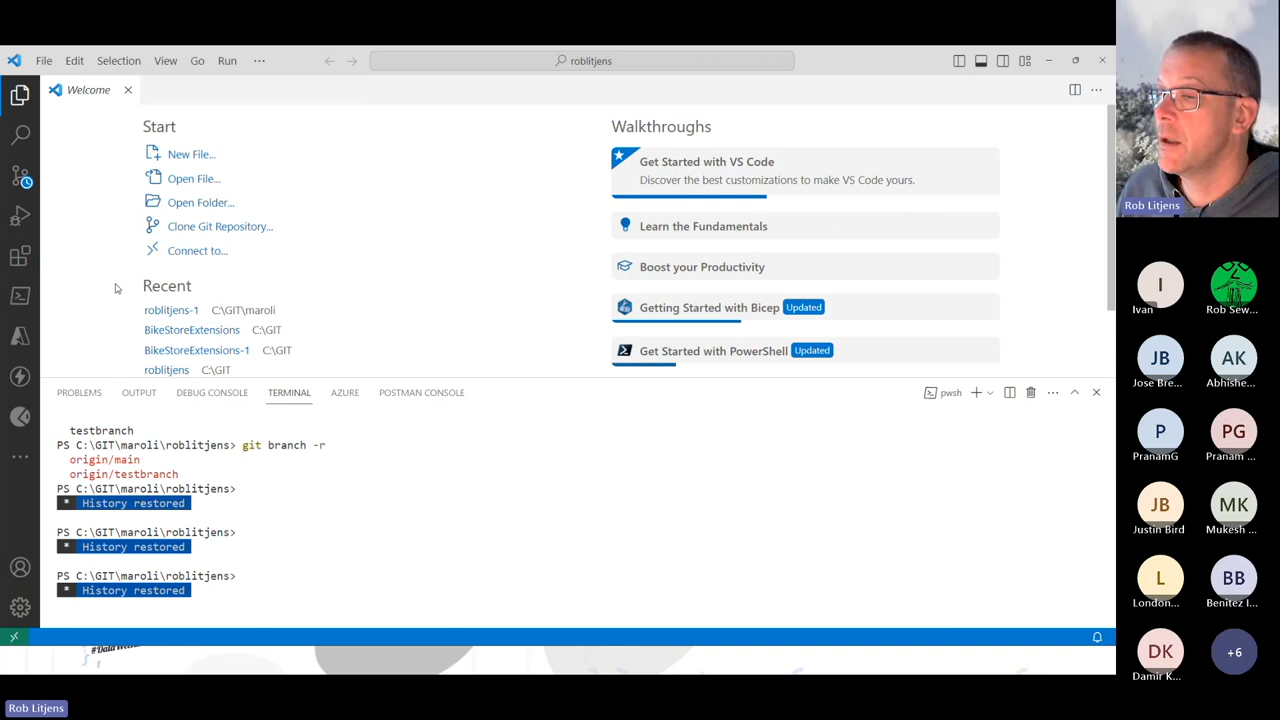 File Edit Selection View Go Run ...
roblitjens
Welcome
Start
New File...
Open File...
Open Folder...
Clone Git Repository...
Connect to...
Recent
roblitjens-1 C:\GIT\maroli
BikeStoreExtensions C:\GIT
BikeStoreExtensions-1 C:\GIT
roblitjens C:\GIT
Walkthroughs
Get Started with VS Code
Discover the best customizations to make VS Code yours.
Learn the Fundamentals
Boost your Productivity
Getting Started with Bicep Updated
Get Started with PowerShell Updated
PROBLEMS OUTPUT DEBUG CONSOLE TERMINAL AZURE POSTMAN CONSOLE
pwsh
testbranch
PS C:\GIT\maroli\roblitjens> git branch -r
origin/main
origin/testbranch
PS C:\GIT\maroli\roblitjens>
* History restored
PS C:\GIT\maroli\roblitjens>
* History restored
PS C:\GIT\maroli\roblitjens>
* History restored
Rob Litjens
I
Ivan
Rob Sew...
JB
Jose Bre...
AK
Abhishe...
P
PranamG
PG
Pranam ...
JB
Justin Bird
MK
Mukesh ...
L
London...
BB
Benitez I...
DK
Damir K...
+6
Rob Litjens